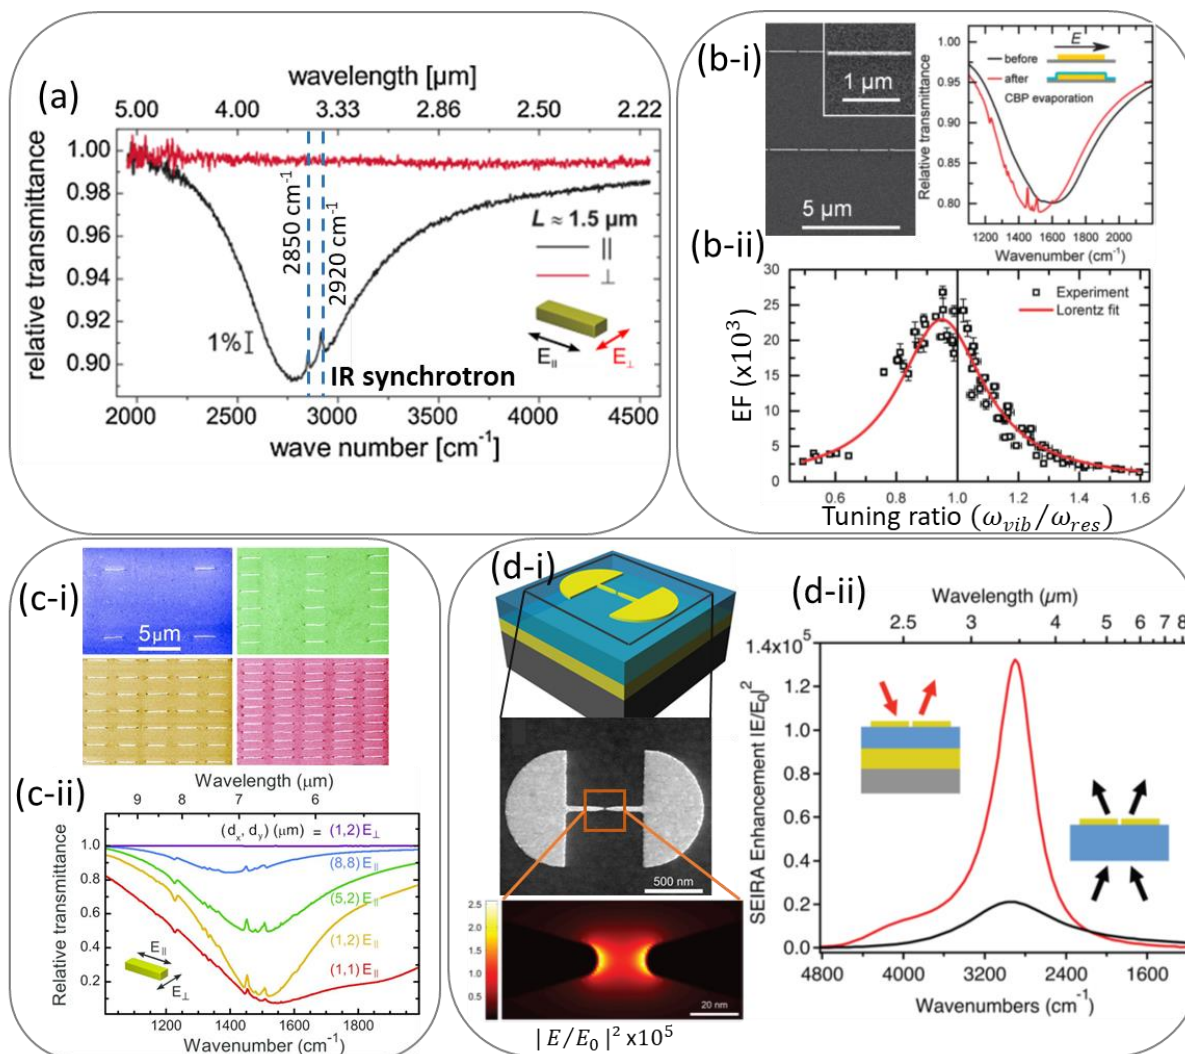 (a)
wavelength [µm]
5.00 4.00 3.33 2.86 2.50 2.22
relative transmittance
1.00
0.98
0.96
0.94
0.92
0.90
2850 cm⁻¹
2920 cm⁻¹
L ≈ 1.5 µm
||
⊥
1%
E||
E⊥
IR synchrotron
2000 2500 3000 3500 4000 4500
wave number [cm⁻¹]
(b-i)
1 µm
5 µm
Relative transmittance
1.00
0.95
0.90
0.85
0.80
before
after
CBP evaporation
E
1200 1400 1600 1800 2000
Wavenumber (cm⁻¹)
(b-ii)
EF (x10³)
30
25
20
15
10
5
0
Experiment
Lorentz fit
0.6 0.8 1.0 1.2 1.4 1.6
Tuning ratio (ω_vib/ω_res)
(c-i)
5µm
(c-ii)
Wavelength (µm)
9 8 7 6
Relative transmittance
1.0
0.8
0.6
0.4
0.2
(dₓ, d_y) (µm) = (1,2) E⊥
(8,8) E||
(5,2) E||
(1,2) E||
(1,1) E||
E||
E⊥
1200 1400 1600 1800
Wavenumber (cm⁻¹)
(d-i)
500 nm
2.5
2.0
1.5
1.0
0.5
20 nm
|E/E₀|² x10⁵
(d-ii)
Wavelength (µm)
2.5 3 4 5 6 7 8
SEIRA Enhancement |E/E₀|²
1.4x10⁵
1.2
1.0
0.8
0.6
0.4
0.2
0.0
4800 4000 3200 2400 1600
Wavenumbers (cm⁻¹)